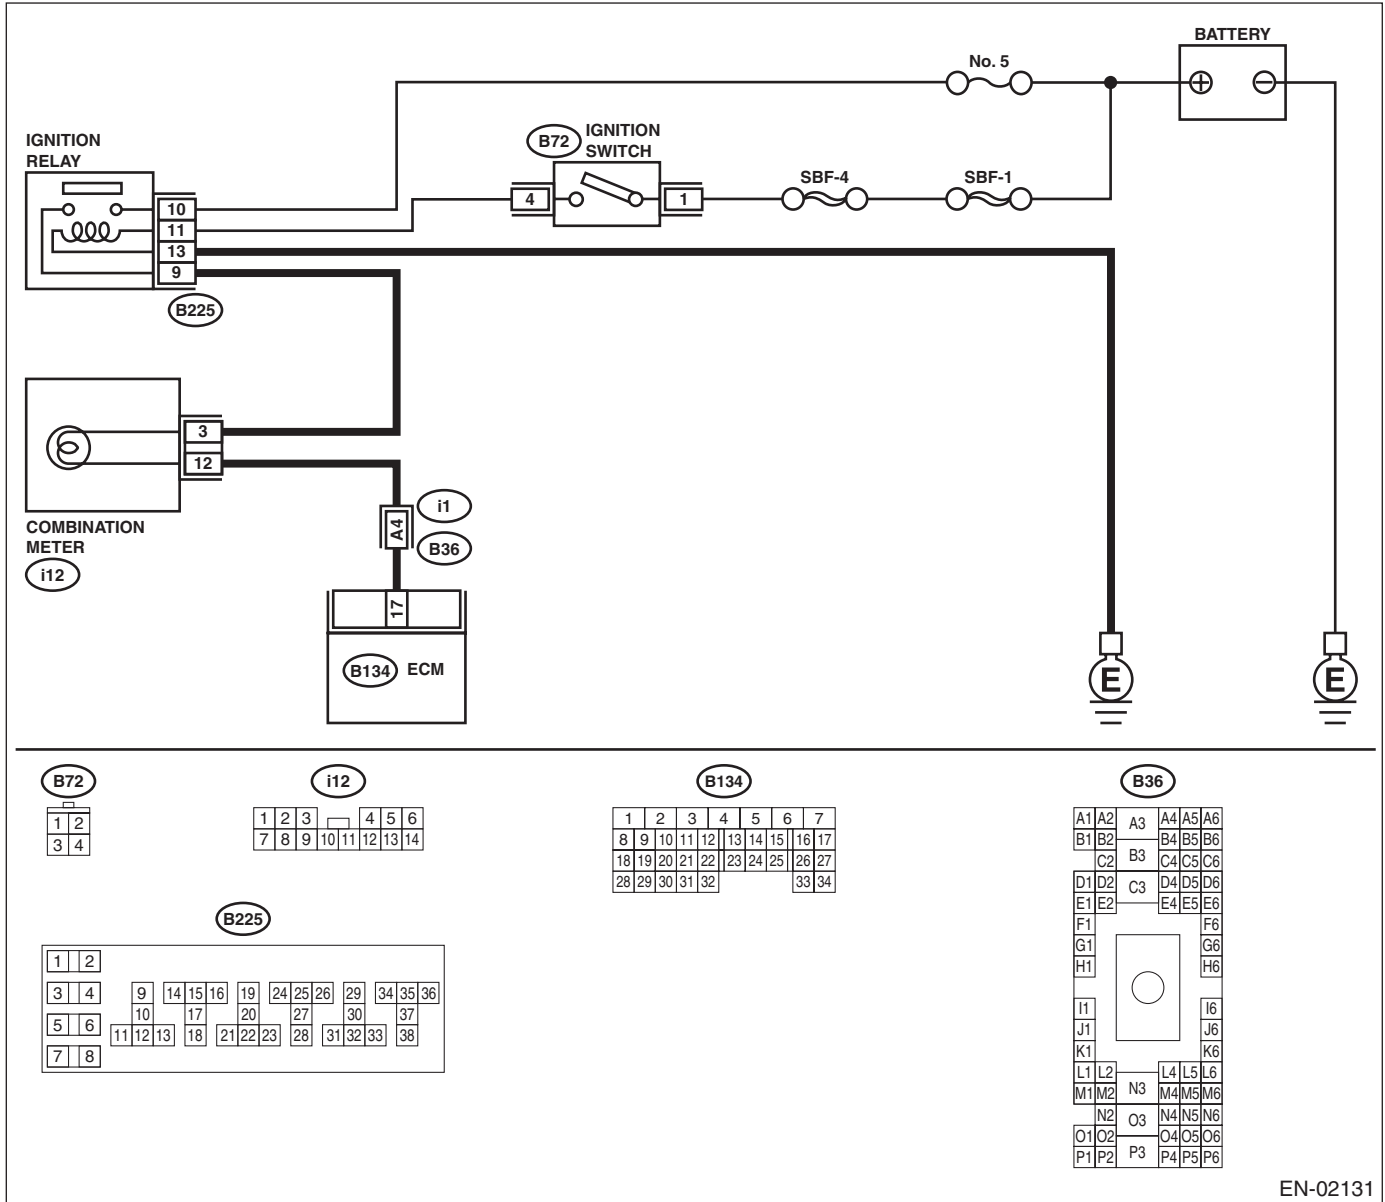 BATTERY
No. 5
IGNITION
RELAY
B72
IGNITION
SWITCH
4
1
SBF-4
SBF-1
10
11
13
9
B225
3
12
COMBINATION
METER
i12
i1
A4
B36
17
B134 ECM
E
E
B72
1 2
3 4
i12
1 2 3 4 5 6
7 8 9 10 11 12 13 14
B134
1 2 3 4 5 6 7
8 9 10 11 12 13 14 15 16 17
18 19 20 21 22 23 24 25 26 27
28 29 30 31 32 33 34
B225
1 2
3 4 9 14 15 16 19 24 25 26 29 34 35 36
10 17 20 27 30 37
5 6
11 12 13 18 21 22 23 28 31 32 33 38
7 8
B36
A1 A2 A3 A4 A5 A6
B1 B2 B4 B5 B6
C2 B3 C4 C5 C6
D1 D2 C3 D4 D5 D6
E1 E2 E4 E5 E6
F1 F6
G1 G6
H1 H6
I1 I6
J1 J6
K1 K6
L1 L2 L4 L5 L6
M1 M2 N3 M4 M5 M6
N2 O3 N4 N5 N6
O1 O2 O4 O5 O6
P1 P2 P3 P4 P5 P6
EN-02131